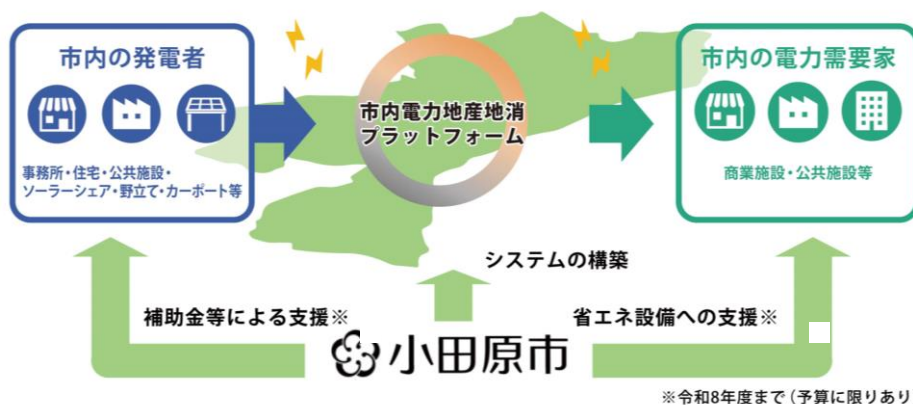 市内の発電者
事務所・住宅・公共施設・
ソーラーシェア・野立て・カーポート等
市内電力地産地消
プラットフォーム
市内の電力需要家
商業施設・公共施設等
システムの構築
補助金等による支援※
省エネ設備への支援※
小田原市
※令和8年度まで(予算に限りあり